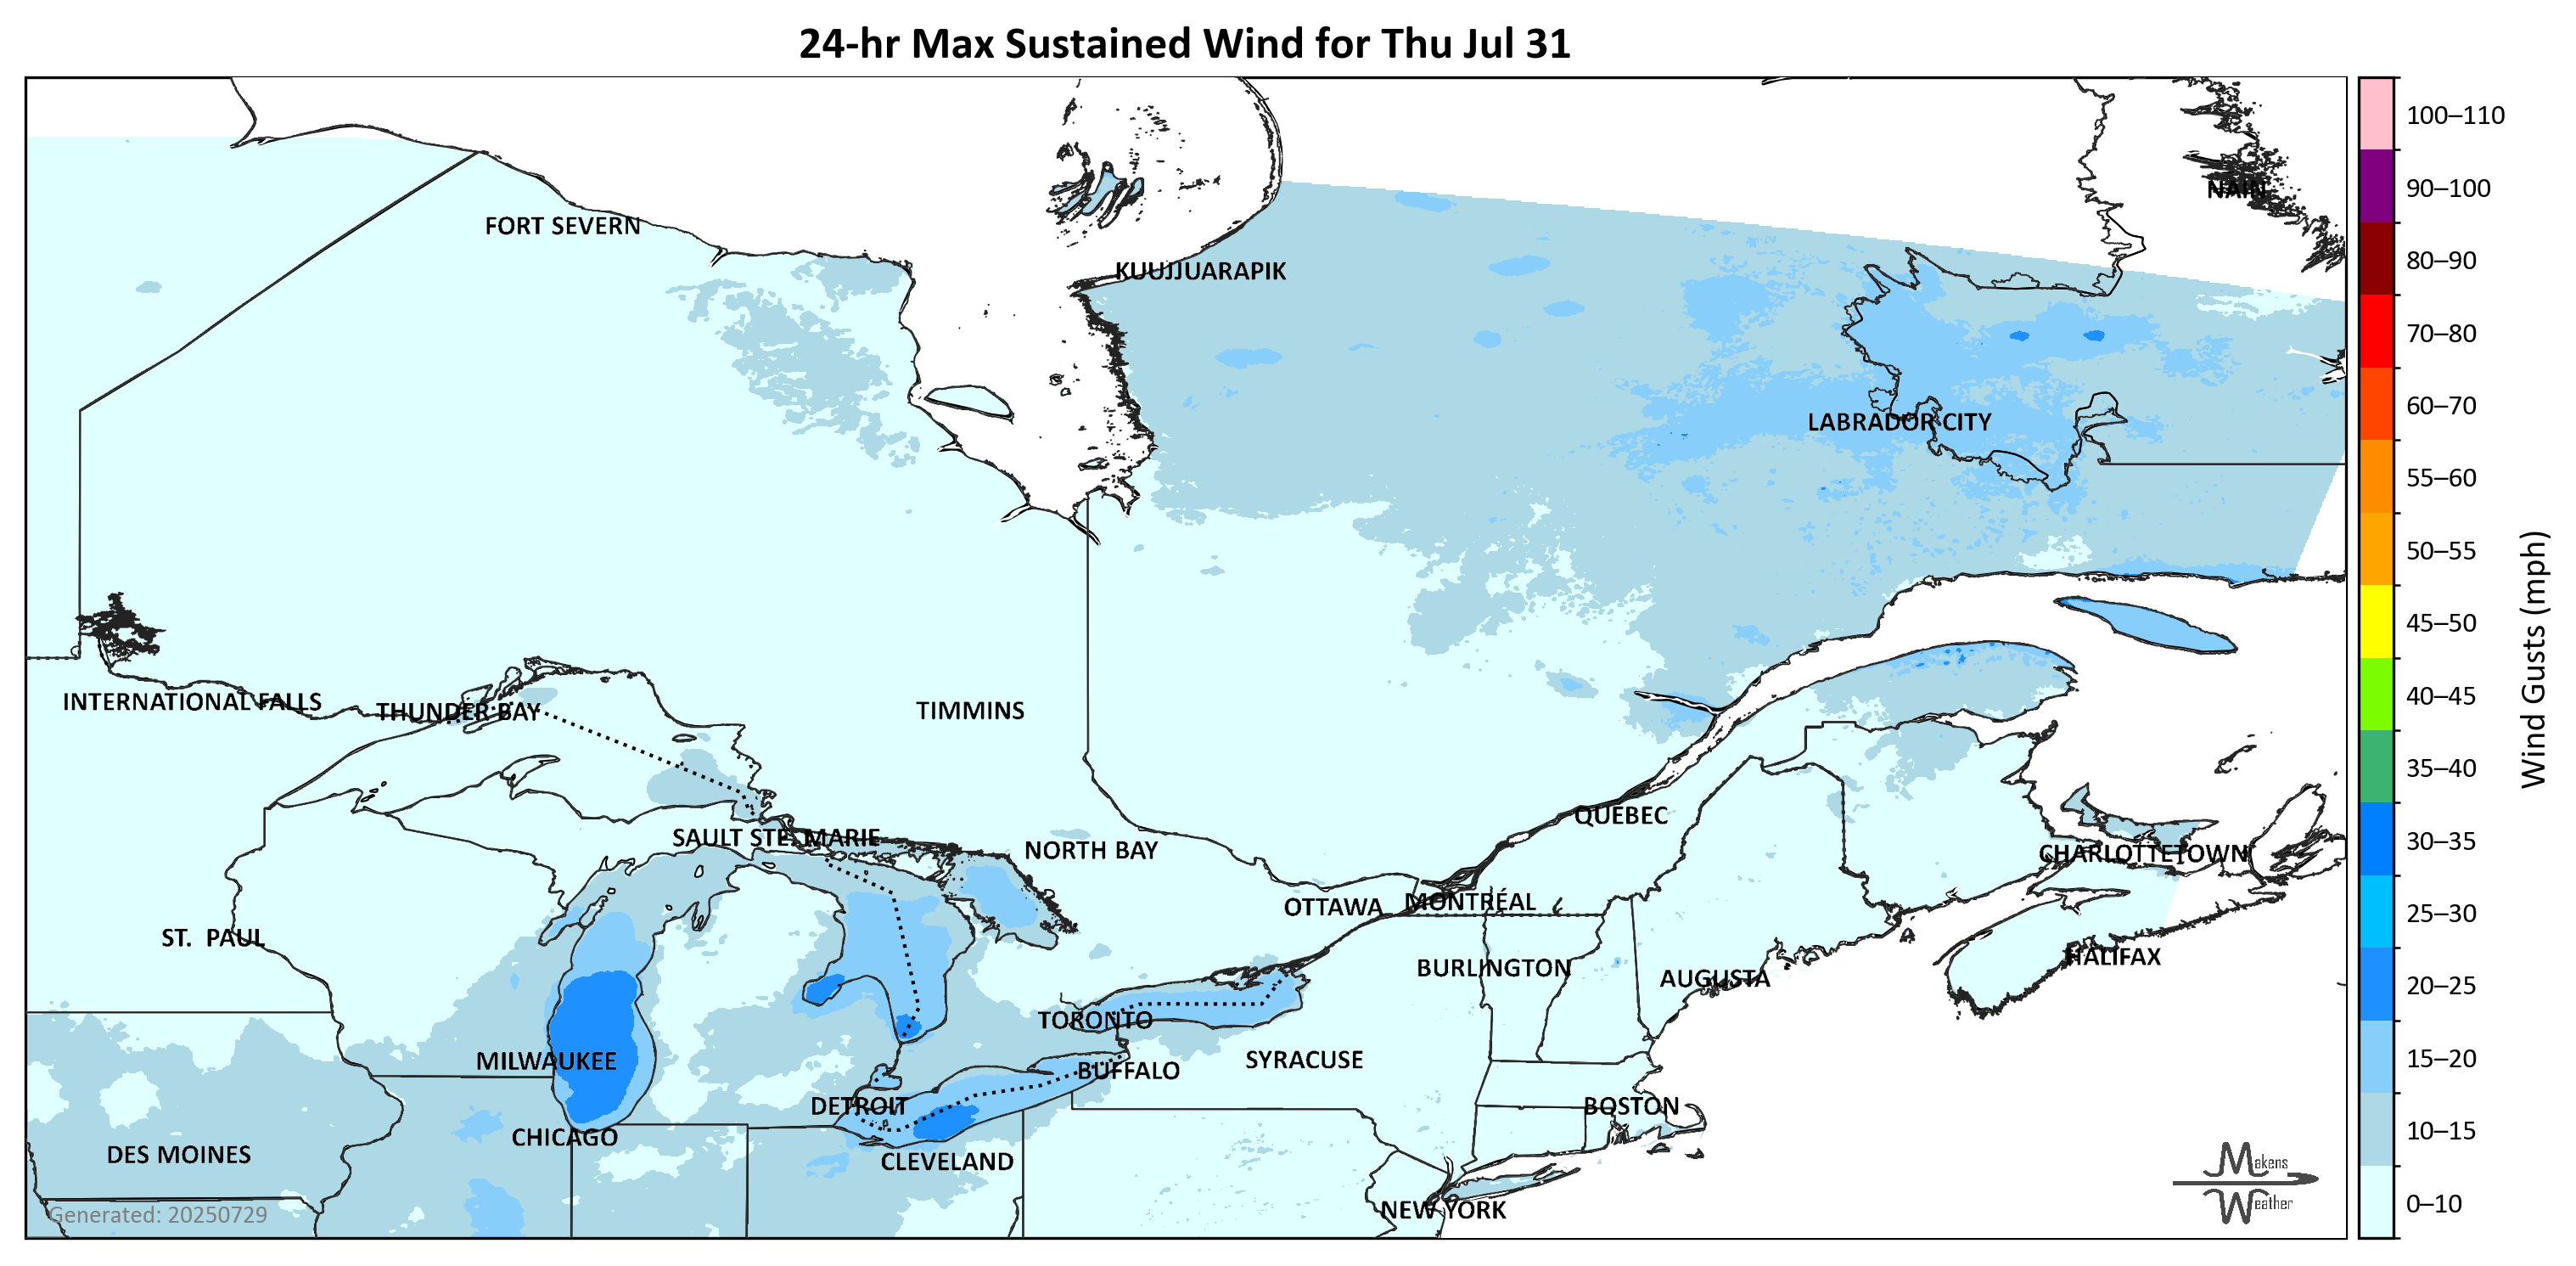 24-hr Max Sustained Wind for Thu Jul 31
NAIN
FORT SEVERN
KUUJJUARAPIK
LABRADOR CITY
INTERNATIONAL FALLS
THUNDER BAY
TIMMINS
QUÉBEC
SAULT STE. MARIE
NORTH BAY
CHARLOTTETOWN
OTTAWA
MONTRÉAL
ST. PAUL
HALIFAX
BURLINGTON
AUGUSTA
TORONTO
MILWAUKEE
SYRACUSE
BUFFALO
DETROIT
BOSTON
CHICAGO
DES MOINES
CLEVELAND
NEW YORK
Generated: 20250729
Makens
Weather
100–110
90–100
80–90
70–80
60–70
55–60
50–55
45–50
40–45
35–40
30–35
25–30
20–25
15–20
10–15
0–10
Wind Gusts (mph)